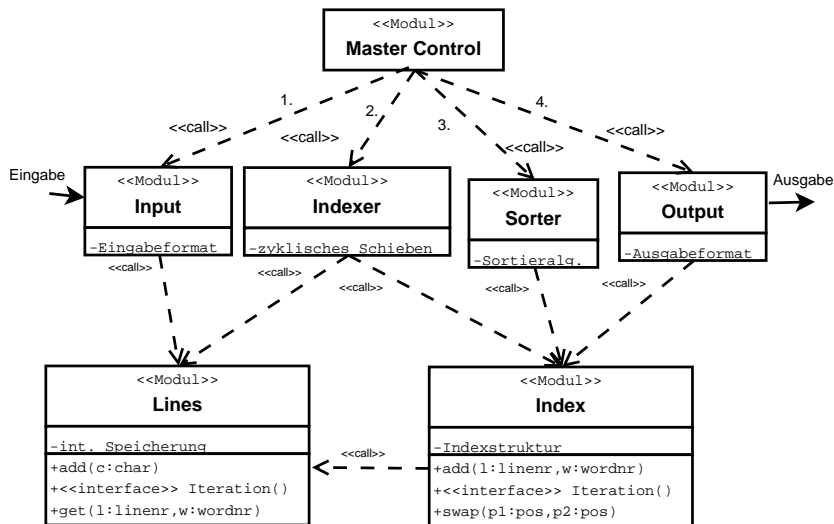 <<Modul>>
Master Control
1.
2.
3.
4.
<<call>>
<<call>>
<<call>>
<<call>>
Eingabe
<<Modul>>
Input
-Eingabeformat
<<Modul>>
Indexer
-zyklisches Schieben
<<Modul>>
Sorter
-Sortieralg.
<<Modul>>
Output
-Ausgabeformat
Ausgabe
<<call>>
<<call>>
<<call>>
<<call>>
<<call>>
<<Modul>>
Lines
-int. Speicherung
+add(c:char)
+<<interface>> Iteration()
+get(l:linenr,w:wordnr)
<<call>>
<<Modul>>
Index
-Indexstruktur
+add(l:linenr,w:wordnr)
+<<interface>> Iteration()
+swap(p1:pos,p2:pos)